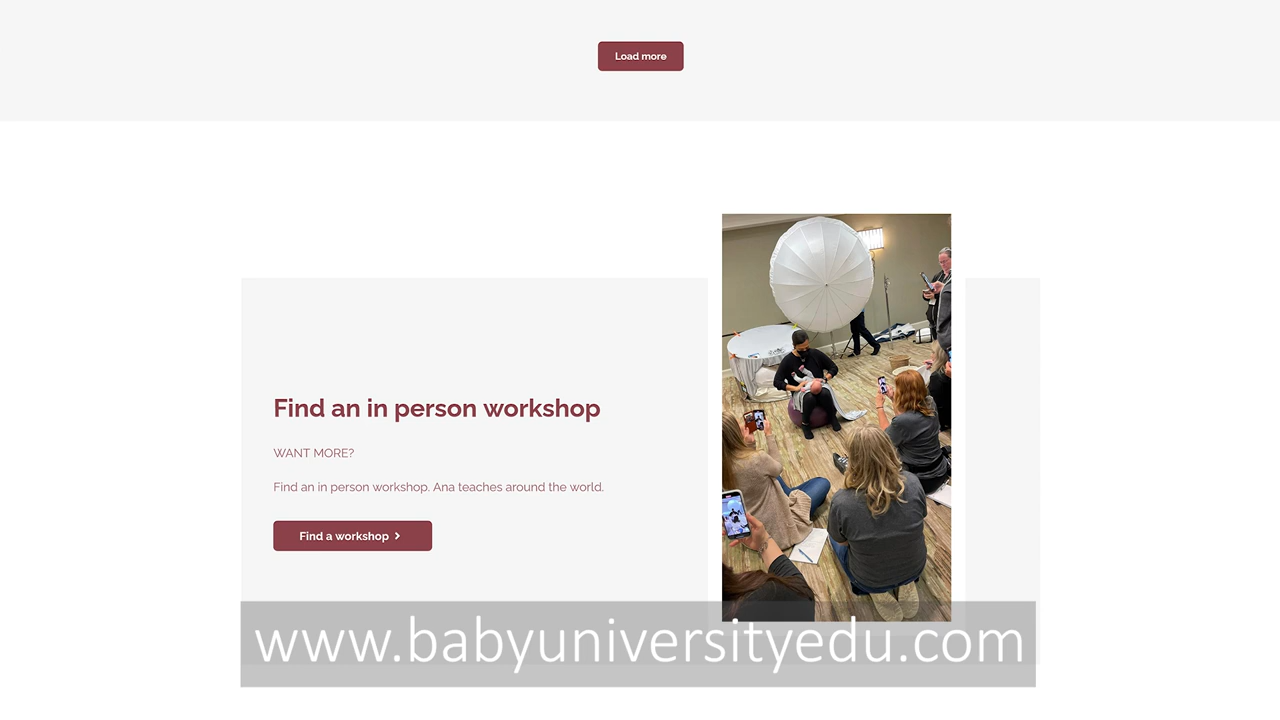 Load more
Find an in person workshop
WANT MORE?
Find an in person workshop. Ana teaches around the world.
Find a workshop
www.babyuniversityedu.com